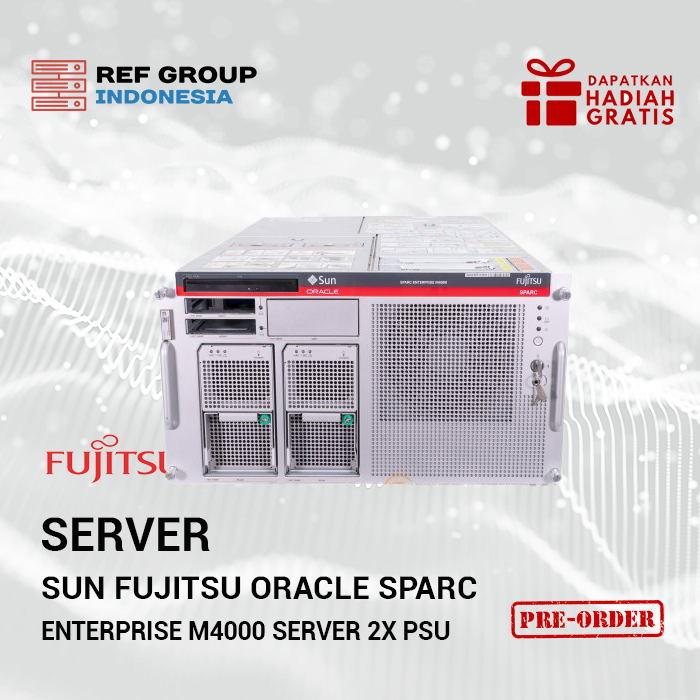 REF GROUP
INDONESIA
DAPATKAN
HADIAH
GRATIS
Sun
ORACLE
SPARC ENTERPRISE M4000
FUJITSU
SPARC
FUJITSU
SERVER
SUN FUJITSU ORACLE SPARC
ENTERPRISE M4000 SERVER 2X PSU
PRE-ORDER